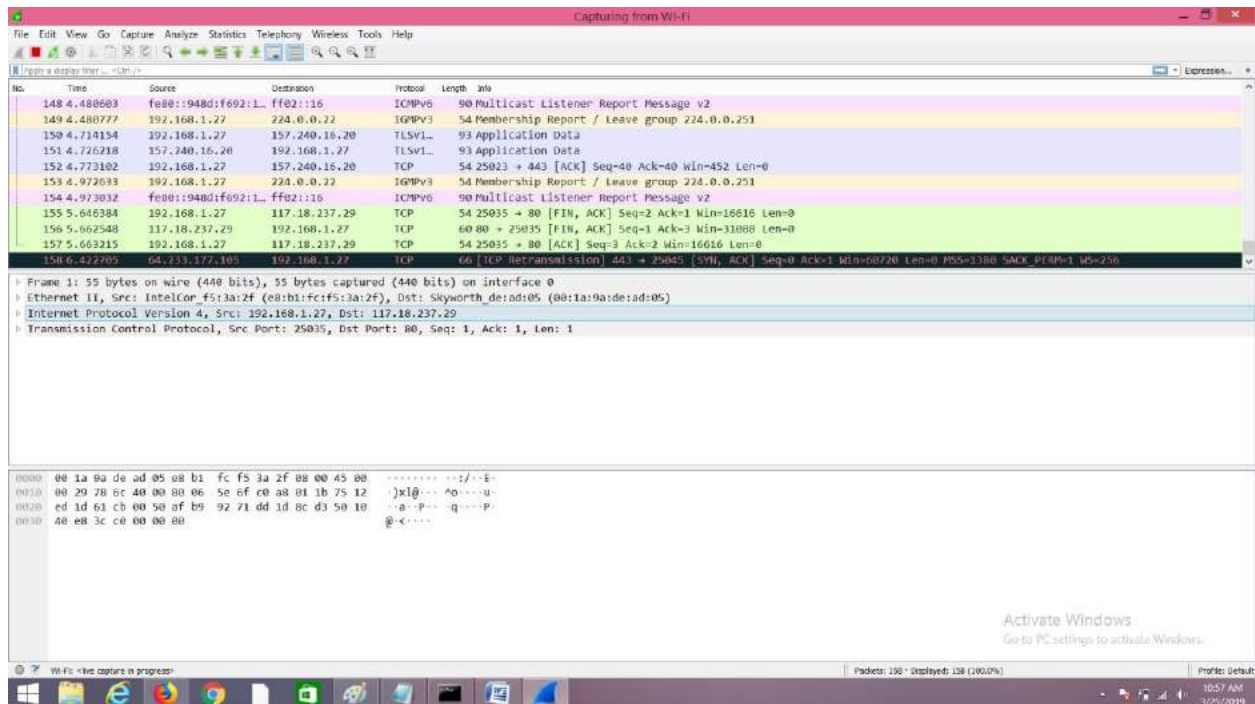 Capturing from Wi-Fi
File Edit View Go Capture Analyze Statistics Telephony Wireless Tools Help
Apply a display filter ... <Ctrl-/> Expression... +
No. Time Source Destination Protocol Length Info
148 4.480603 fe80::948d:f692:1… ff02::16 ICMPv6 90 Multicast Listener Report Message v2
149 4.480777 192.168.1.27 224.0.0.22 IGMPv3 54 Membership Report / Leave group 224.0.0.251
150 4.714154 192.168.1.27 157.240.16.20 TLSv1… 93 Application Data
151 4.726218 157.240.16.20 192.168.1.27 TLSv1… 93 Application Data
152 4.773102 192.168.1.27 157.240.16.20 TCP 54 25023 → 443 [ACK] Seq=40 Ack=40 Win=452 Len=0
153 4.972633 192.168.1.27 224.0.0.22 IGMPv3 54 Membership Report / Leave group 224.0.0.251
154 4.973032 fe80::948d:f692:1… ff02::16 ICMPv6 90 Multicast Listener Report Message v2
155 5.646384 192.168.1.27 117.18.237.29 TCP 54 25035 → 80 [FIN, ACK] Seq=2 Ack=1 Win=16616 Len=0
156 5.662548 117.18.237.29 192.168.1.27 TCP 60 80 → 25035 [FIN, ACK] Seq=1 Ack=3 Win=31088 Len=0
157 5.663215 192.168.1.27 117.18.237.29 TCP 54 25035 → 80 [ACK] Seq=3 Ack=2 Win=16616 Len=0
158 6.422705 64.233.177.105 192.168.1.27 TCP 66 [TCP Retransmission] 443 → 25045 [SYN, ACK] Seq=0 Ack=1 Win=60720 Len=0 MSS=1380 SACK_PERM=1 WS=256
Frame 1: 55 bytes on wire (440 bits), 55 bytes captured (440 bits) on interface 0
Ethernet II, Src: IntelCor_f5:3a:2f (e8:b1:fc:f5:3a:2f), Dst: Skyworth_de:ad:05 (00:1a:9a:de:ad:05)
Internet Protocol Version 4, Src: 192.168.1.27, Dst: 117.18.237.29
Transmission Control Protocol, Src Port: 25035, Dst Port: 80, Seq: 1, Ack: 1, Len: 1
0000 00 1a 9a de ad 05 e8 b1 fc f5 3a 2f 08 00 45 00 ········ ··:/··E·
0010 00 29 78 6c 40 00 80 06 5e 6f c0 a8 01 1b 75 12 ·)xl@··· ^o····u·
0020 ed 1d 61 cb 00 50 af b9 92 71 dd 1d 8c d3 50 10 ··a··P·· ·q····P·
0030 40 e8 3c c0 00 00 00 @·<····
Activate Windows
Go to PC settings to activate Windows.
Wi-Fi: <live capture in progress> Packets: 158 · Displayed: 158 (100.0%) Profile: Default
10:57 AM
3/25/2019